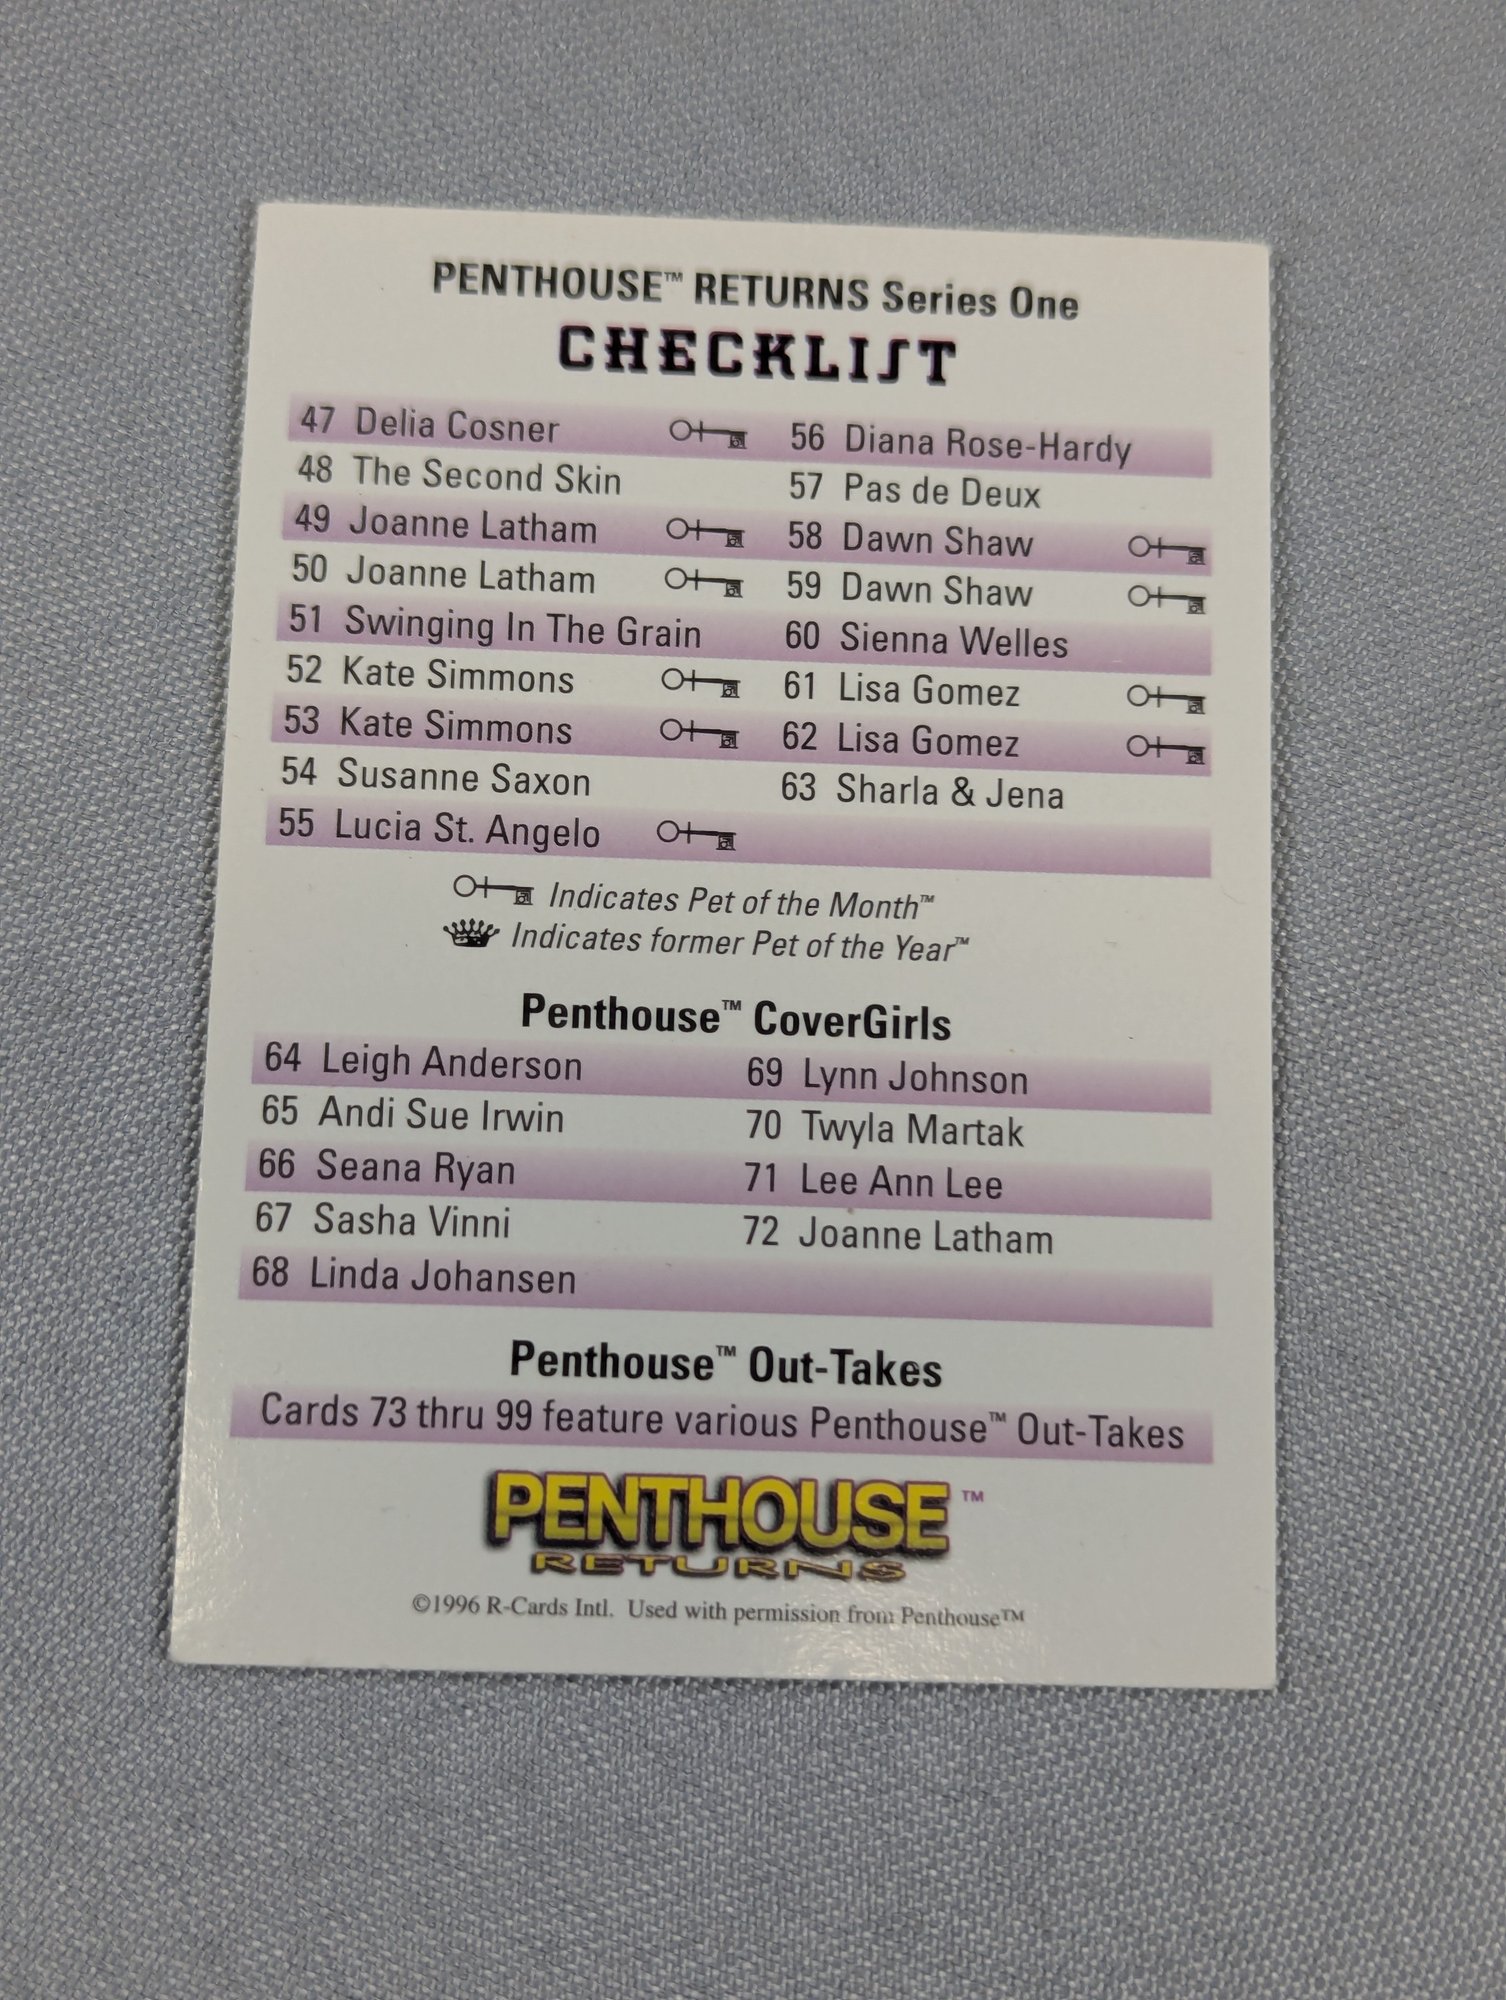 PENTHOUSE™ RETURNS Series One
CHECKLIST
47 Delia Cosner
56 Diana Rose-Hardy
48 The Second Skin
57 Pas de Deux
49 Joanne Latham
58 Dawn Shaw
50 Joanne Latham
59 Dawn Shaw
51 Swinging In The Grain
60 Sienna Welles
52 Kate Simmons
61 Lisa Gomez
53 Kate Simmons
62 Lisa Gomez
54 Susanne Saxon
63 Sharla & Jena
55 Lucia St. Angelo
Indicates Pet of the Month™
Indicates former Pet of the Year™
Penthouse™ CoverGirls
64 Leigh Anderson
69 Lynn Johnson
65 Andi Sue Irwin
70 Twyla Martak
66 Seana Ryan
71 Lee Ann Lee
67 Sasha Vinni
72 Joanne Latham
68 Linda Johansen
Penthouse™ Out-Takes
Cards 73 thru 99 feature various Penthouse™ Out-Takes
PENTHOUSE ™
RETURNS
©1996 R-Cards Intl. Used with permission from Penthouse™